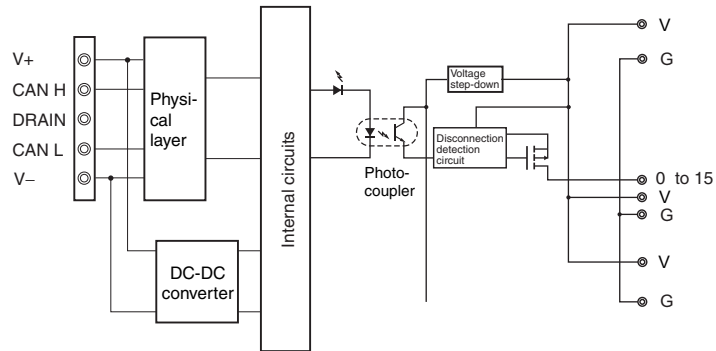 V+
CAN H
DRAIN
CAN L
V−
Physi-
cal
layer
DC-DC
converter
Internal circuits
Photo-
coupler
Voltage
step-down
Disconnection
detection
circuit
V
G
0 to 15
V
G
V
G